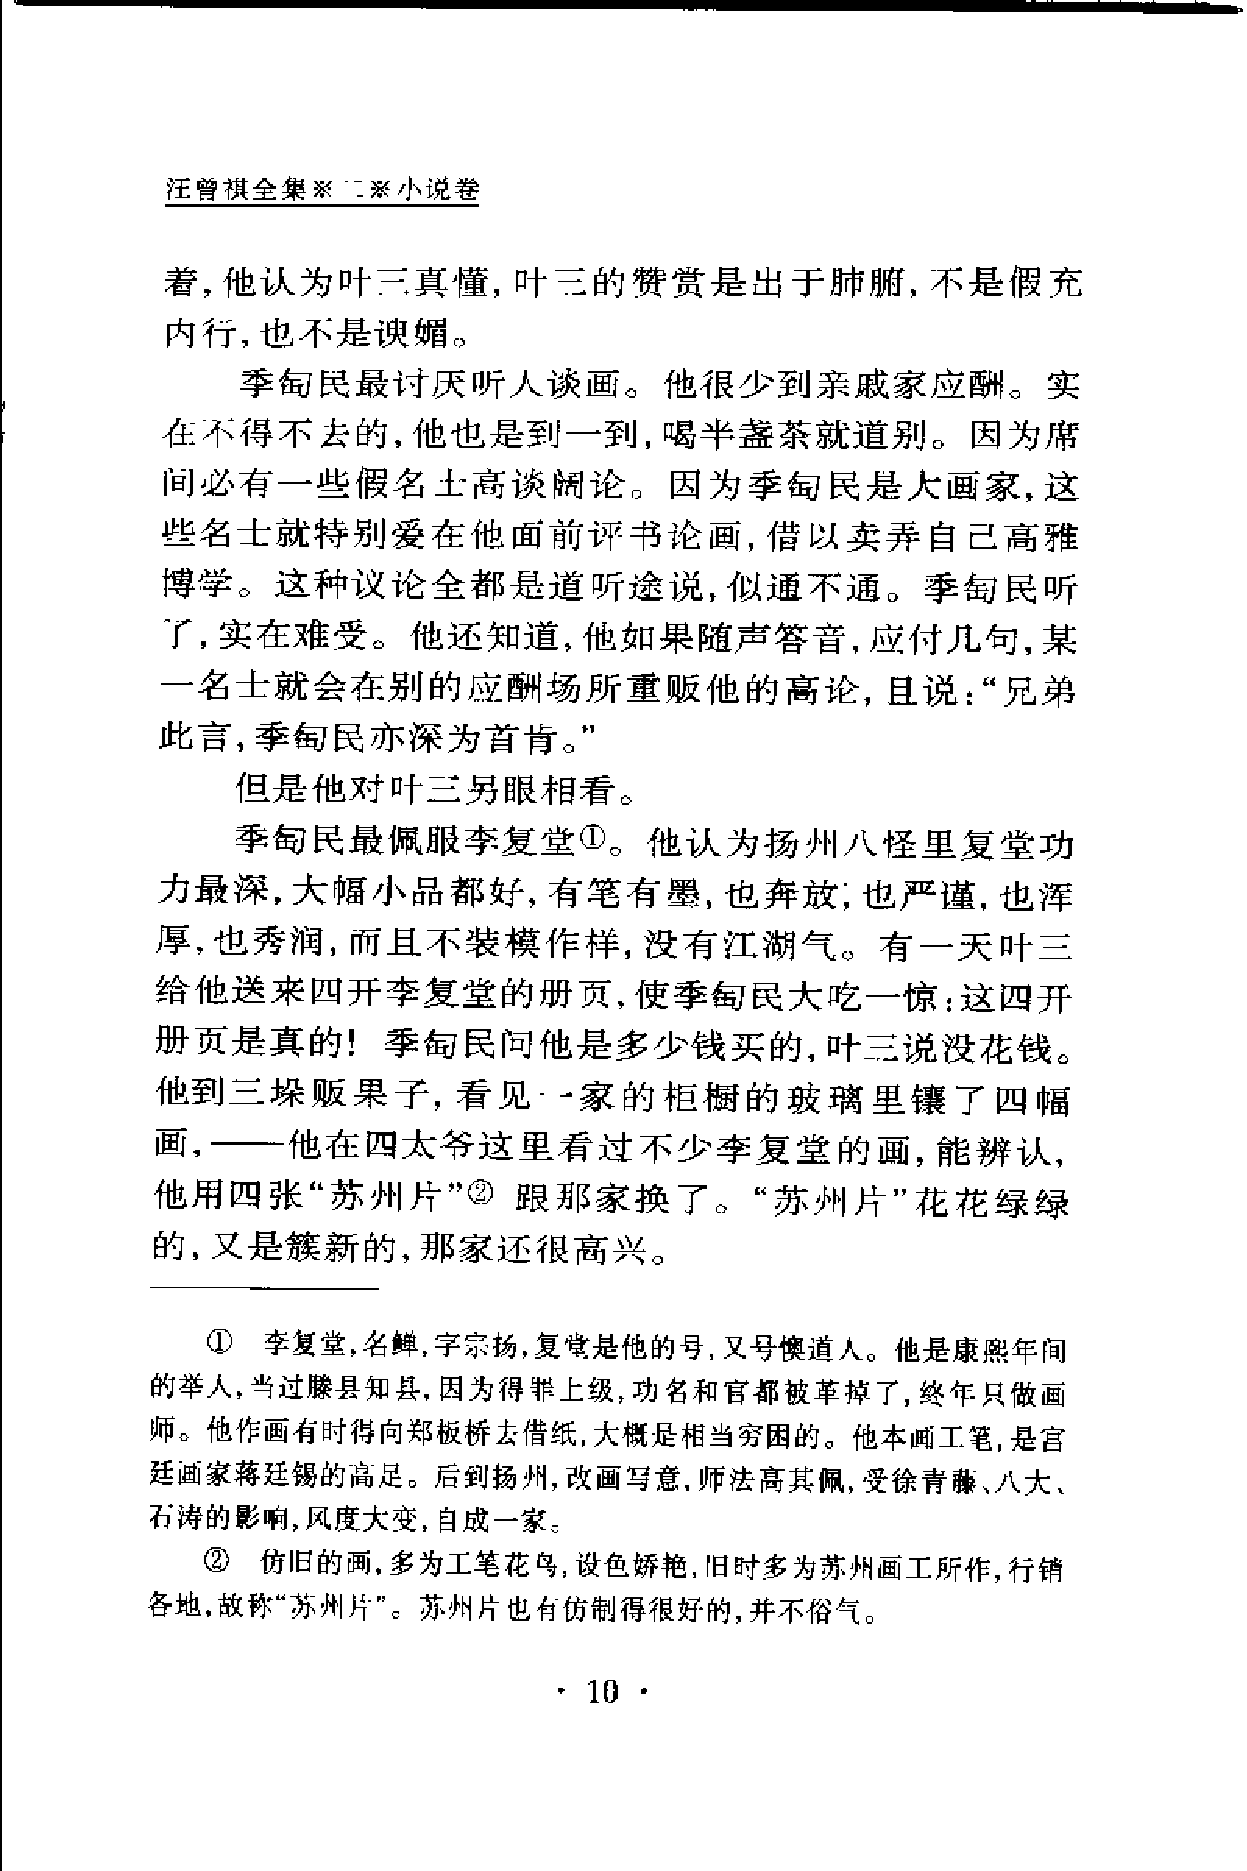 汪曾祺全集※二※小说卷
着,他认为叶三真懂,叶三的赞赏是出于肺腑,不是假充
内行,也不是谀媚。
季匋民最讨厌听人谈画。他很少到亲戚家应酬。实
在不得不去的,他也是到一到,喝半盏茶就道别。因为席
间必有一些假名士高谈阔论。因为季匋民是大画家,这
些名士就特别爱在他面前评书论画,借以卖弄自己高雅
博学。这种议论全都是道听途说,似通不通。季匋民听
了,实在难受。他还知道,他如果随声答音,应付几句,某
一名士就会在别的应酬场所重贩他的高论,且说:“兄弟
此言,季匋民亦深为首肯。”
但是他对叶三另眼相看。
季匋民最佩服李复堂①。他认为扬州八怪里复堂功
力最深,大幅小品都好,有笔有墨,也奔放,也严谨,也浑
厚,也秀润,而且不装模作样,没有江湖气。有一天叶三
给他送来四开李复堂的册页,使季匋民大吃一惊:这四开
册页是真的! 季匋民问他是多少钱买的,叶三说没花钱。
他到三垛贩果子,看见一家的柜橱的玻璃里镶了四幅
画,——他在四太爷这里看过不少李复堂的画,能辨认,
他用四张“苏州片”② 跟那家换了。“苏州片”花花绿绿
的,又是簇新的,那家还很高兴。
① 李复堂,名鱓,字宗扬,复堂是他的号,又号懊道人。他是康熙年间
的举人,当过滕县知县,因为得罪上级,功名和官都被革掉了,终年只做画
师。他作画有时得向郑板桥去借纸,大概是相当穷困的。他本画工笔,是宫
廷画家蒋廷锡的高足。后到扬州,改画写意,师法高其佩,受徐青藤、八大、
石涛的影响,风度大变,自成一家。
② 仿旧的画,多为工笔花鸟,设色娇艳,旧时多为苏州画工所作,行销
各地,故称“苏州片”。苏州片也有仿制得很好的,并不俗气。
· 10 ·